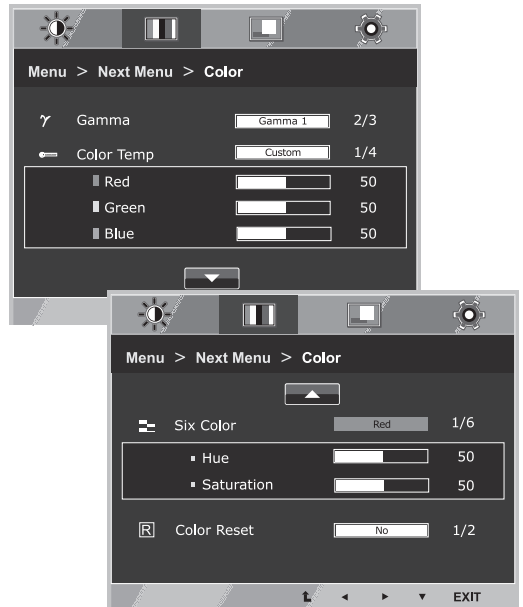 Menu > Next Menu > Color
γ Gamma Gamma 1 2/3
Color Temp Custom 1/4
Red 50
Green 50
Blue 50
Menu > Next Menu > Color
Six Color Red 1/6
Hue 50
Saturation 50
R Color Reset No 1/2
EXIT